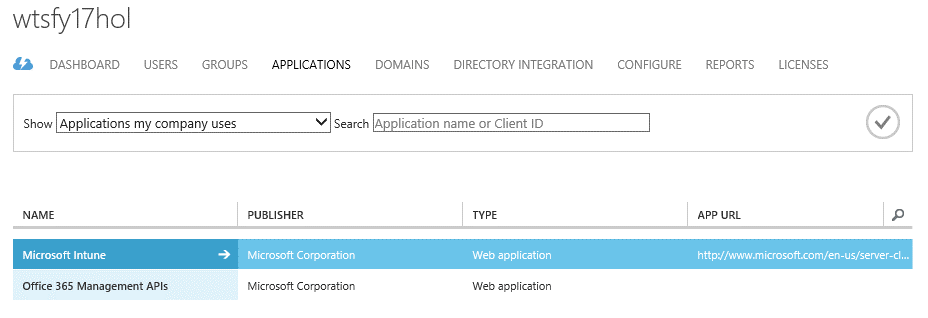 wtsfy17hol
DASHBOARD USERS GROUPS APPLICATIONS DOMAINS DIRECTORY INTEGRATION CONFIGURE REPORTS LICENSES
Show Applications my company uses Search Application name or Client ID
NAME PUBLISHER TYPE APP URL
Microsoft Intune Microsoft Corporation Web application http://www.microsoft.com/en-us/server-cl...
Office 365 Management APIs Microsoft Corporation Web application